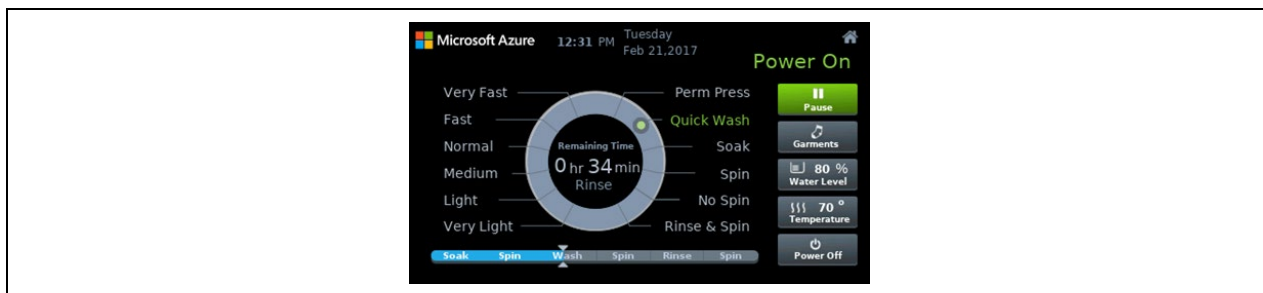 Microsoft Azure
12:31 PM
Tuesday
Feb 21,2017
Power On
Very Fast
Fast
Normal
Medium
Light
Very Light
Remaining Time
0 hr 34 min
Rinse
Perm Press
Quick Wash
Soak
Spin
No Spin
Rinse & Spin
Pause
Garments
80 %
Water Level
70 °
Temperature
Power Off
Soak Spin Wash Spin Rinse Spin